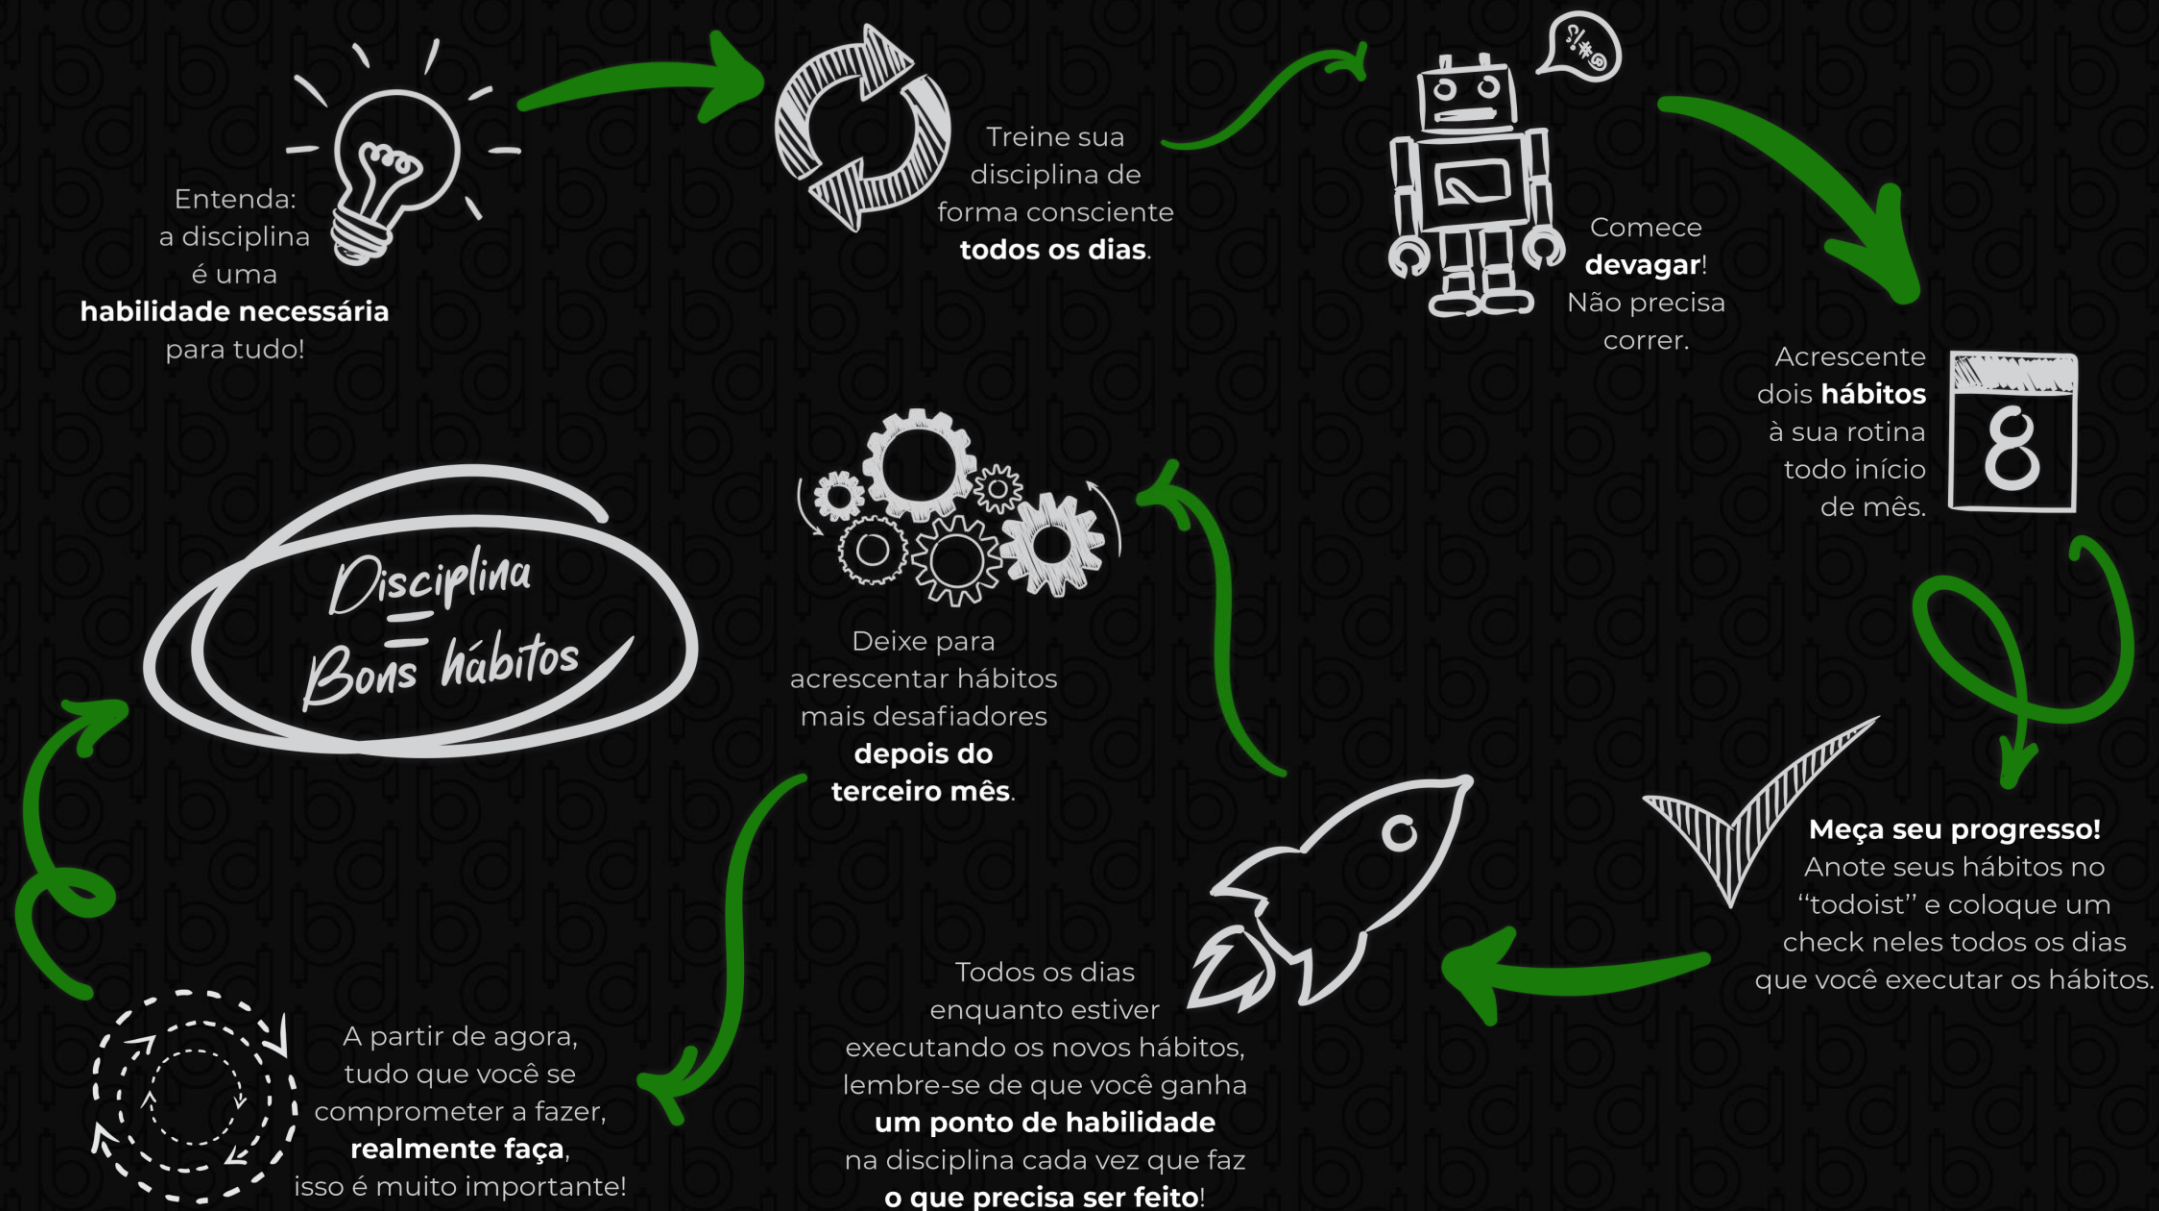 Entenda:
a disciplina
é uma
habilidade necessária
para tudo!
Treine sua
disciplina de
forma consciente
todos os dias.
?!#@
Comece
devagar!
Não precisa
correr.
Acrescente
dois hábitos
à sua rotina
todo início
de mês.
8
Meça seu progresso!
Anote seus hábitos no
“todoist” e coloque um
check neles todos os dias
que você executar os hábitos.
Todos os dias
enquanto estiver
executando os novos hábitos,
lembre-se de que você ganha
um ponto de habilidade
na disciplina cada vez que faz
o que precisa ser feito!
Deixe para
acrescentar hábitos
mais desafiadores
depois do
terceiro mês.
A partir de agora,
tudo que você se
comprometer a fazer,
realmente faça,
isso é muito importante!
Disciplina
=
Bons hábitos